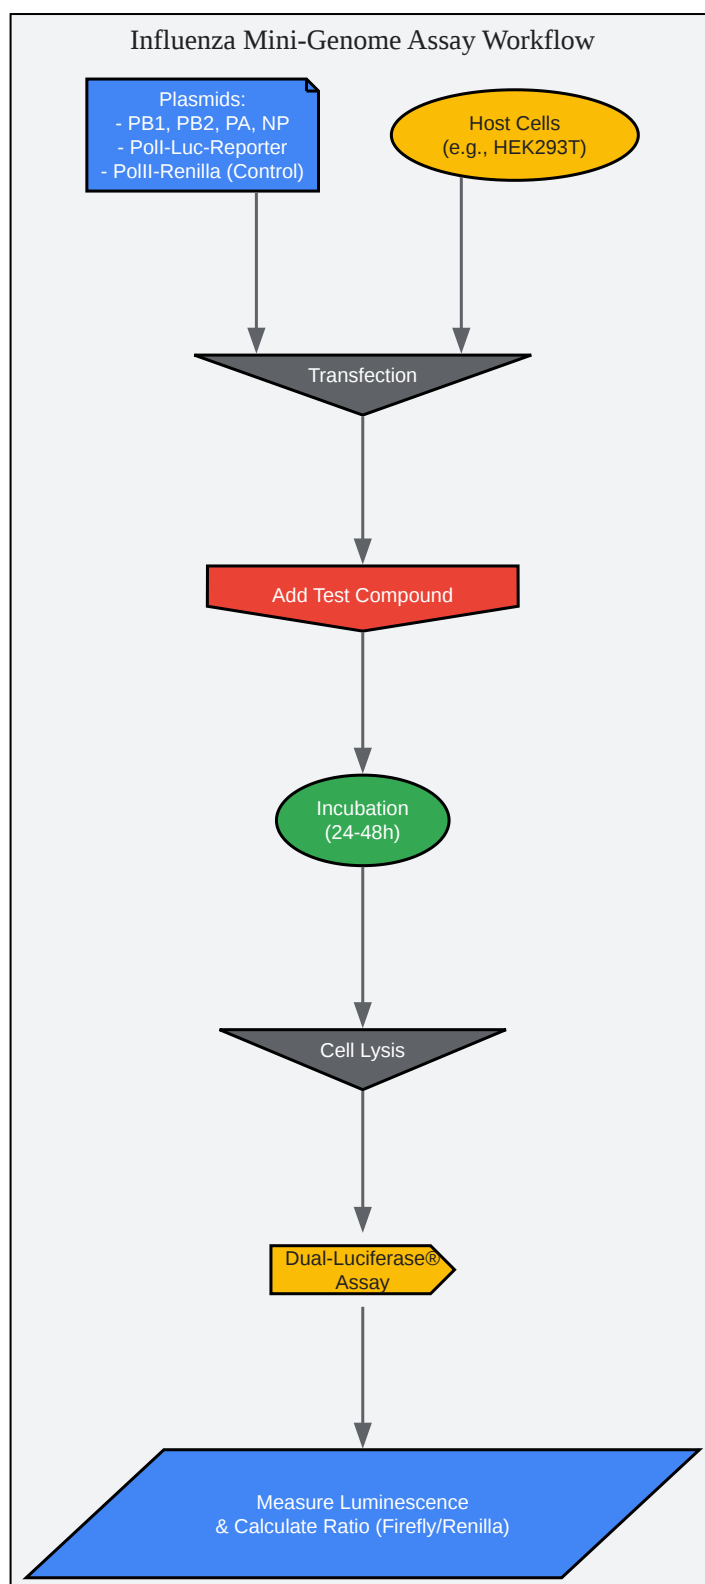 Influenza Mini-Genome Assay Workflow
Plasmids:
- PB1, PB2, PA, NP
- PolI-Luc-Reporter
- PolII-Renilla (Control)
Host Cells
(e.g., HEK293T)
Transfection
Add Test Compound
Incubation
(24-48h)
Cell Lysis
Dual-Luciferase®
Assay
Measure Luminescence
& Calculate Ratio (Firefly/Renilla)